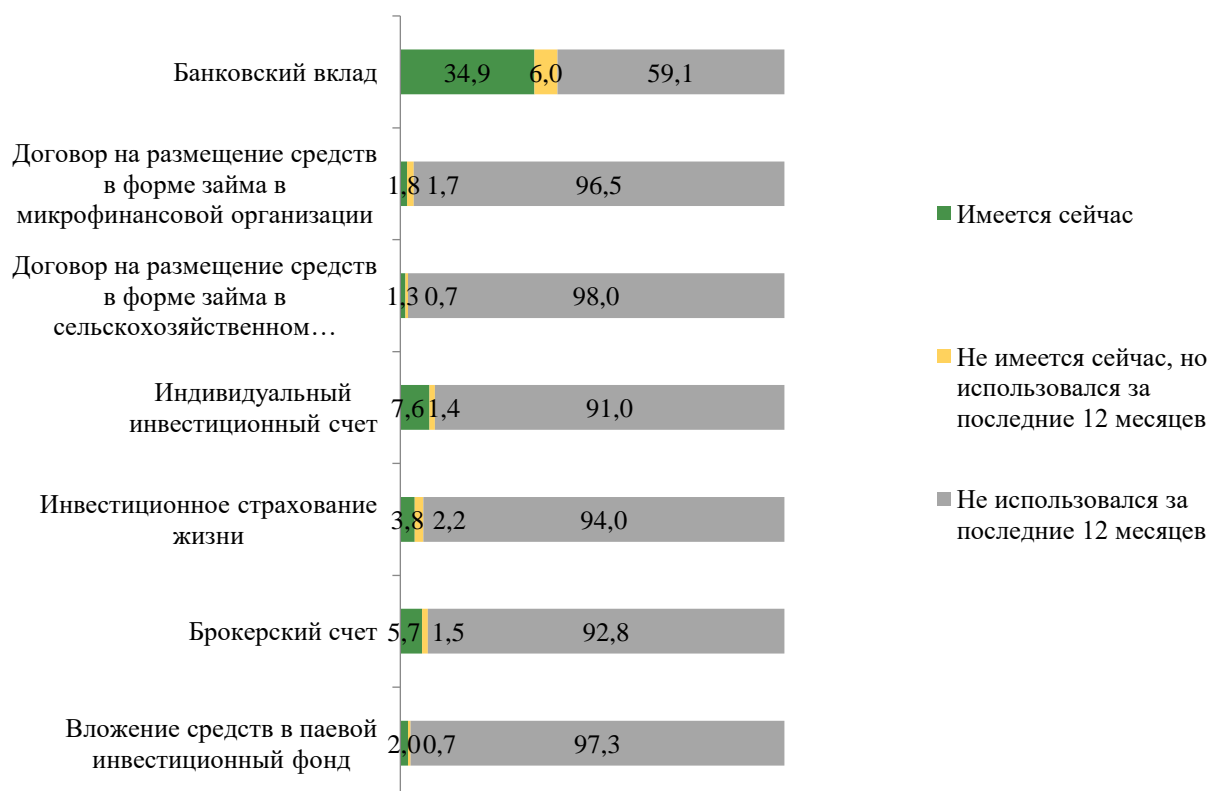 Банковский вклад
34,9 6,0 59,1
Договор на размещение средств
в форме займа в
микрофинансовой организации
1,8 1,7 96,5
Договор на размещение средств
в форме займа в
сельскохозяйственном…
1,3 0,7 98,0
Индивидуальный
инвестиционный счет
7,6 1,4 91,0
Инвестиционное страхование
жизни
3,8 2,2 94,0
Брокерский счет
5,7 1,5 92,8
Вложение средств в паевой
инвестиционный фонд
2,0 0,7 97,3
Имеется сейчас
Не имеется сейчас, но
использовался за
последние 12 месяцев
Не использовался за
последние 12 месяцев